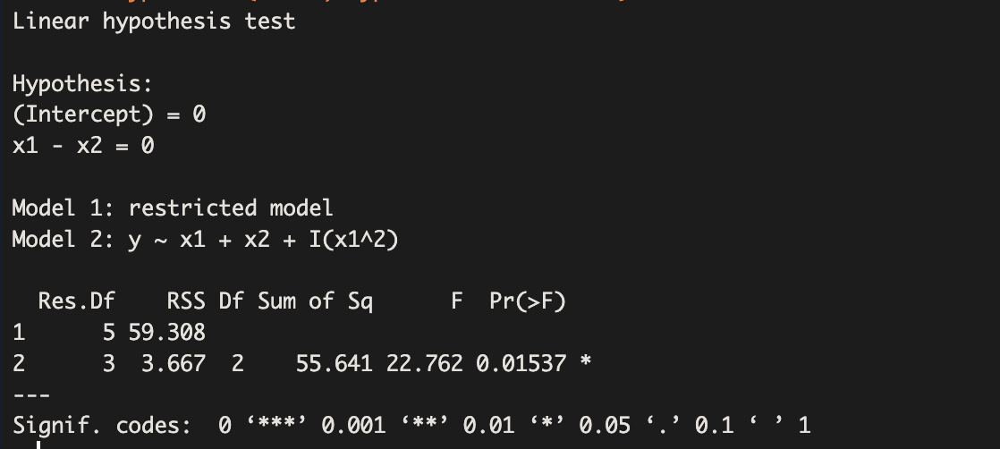 Linear hypothesis test
Hypothesis:
(Intercept) = 0
x1 - x2 = 0
Model 1: restricted model
Model 2: y ~ x1 + x2 + I(x1^2)
  Res.Df    RSS Df Sum of Sq      F  Pr(>F)
1      5 59.308
2      3  3.667  2    55.641 22.762 0.01537 *
---
Signif. codes:  0 ‘***’ 0.001 ‘**’ 0.01 ‘*’ 0.05 ‘.’ 0.1 ‘ ’ 1